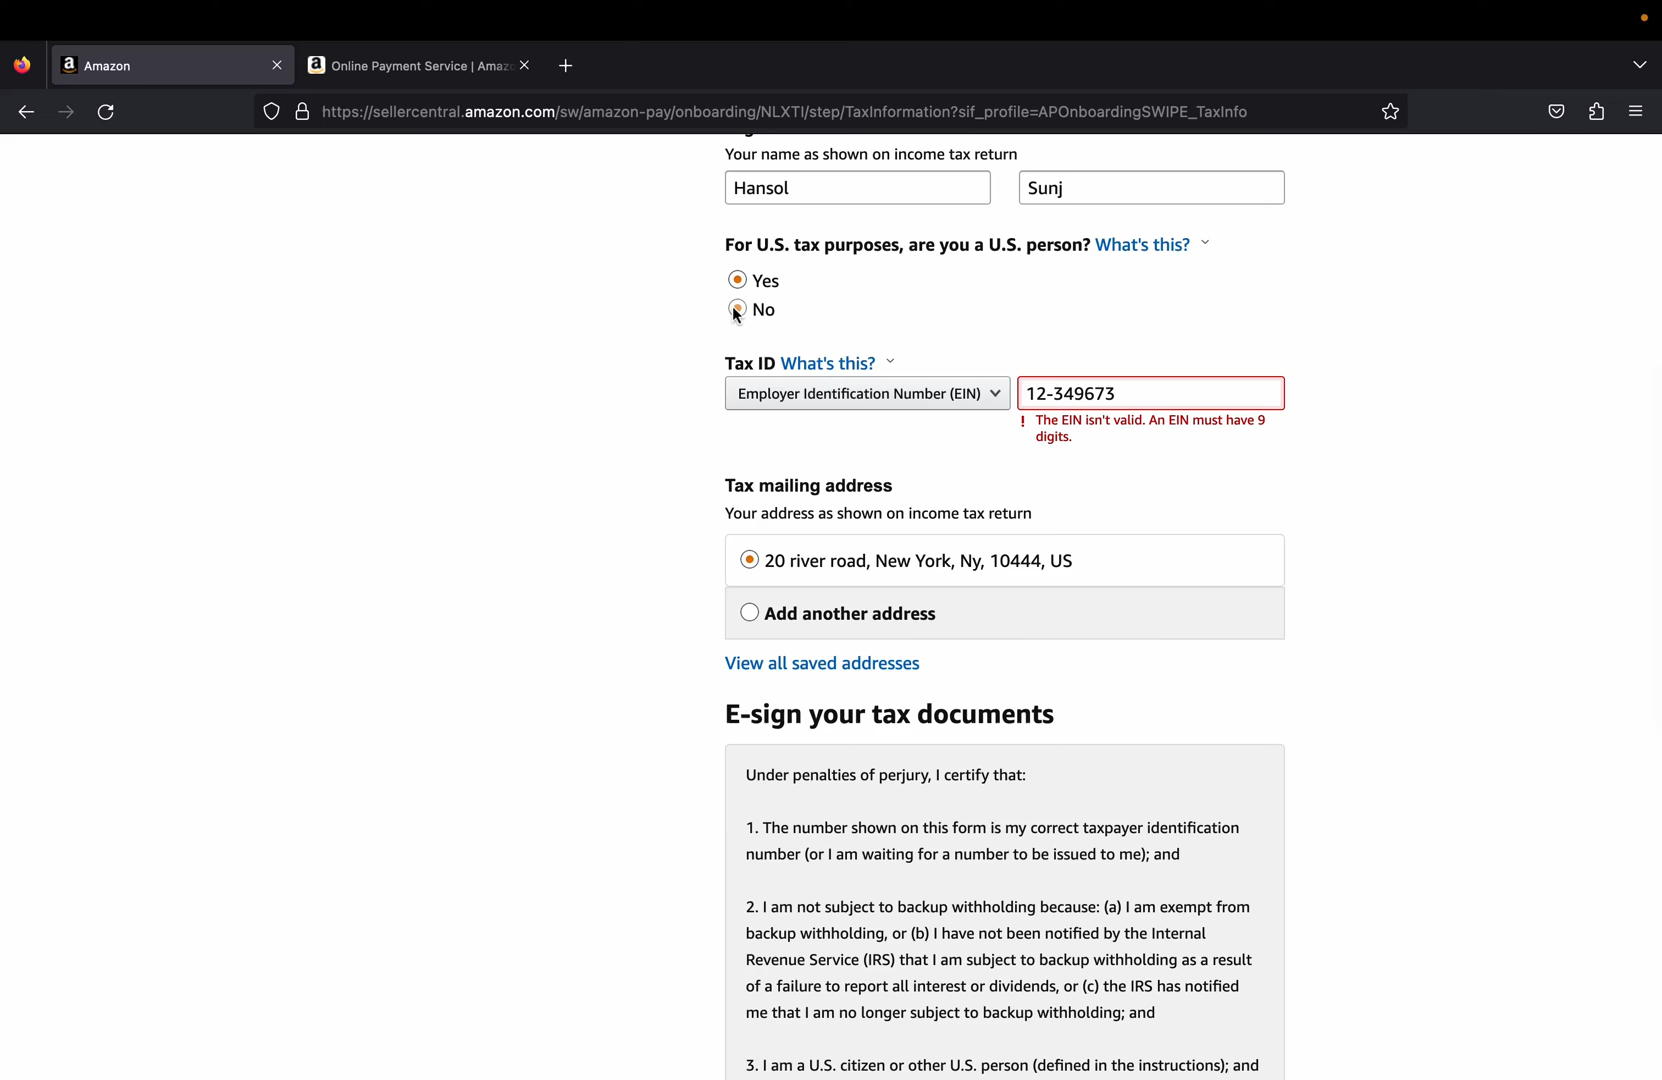 Amazon
Online Payment Service | Amaz
https://sellercentral.amazon.com/sw/amazon-pay/onboarding/NLXTI/step/TaxInformation?sif_profile=APOnboardingSWIPE_TaxInfo
Your name as shown on income tax return
Hansol Sunj
For U.S. tax purposes, are you a U.S. person? What's this?
Yes
No
Tax ID What's this?
Employer Identification Number (EIN) 12-349673
! The EIN isn't valid. An EIN must have 9
digits.
Tax mailing address
Your address as shown on income tax return
20 river road, New York, Ny, 10444, US
Add another address
View all saved addresses
E-sign your tax documents
Under penalties of perjury, I certify that:
1. The number shown on this form is my correct taxpayer identification
number (or I am waiting for a number to be issued to me); and
2. I am not subject to backup withholding because: (a) I am exempt from
backup withholding, or (b) I have not been notified by the Internal
Revenue Service (IRS) that I am subject to backup withholding as a result
of a failure to report all interest or dividends, or (c) the IRS has notified
me that I am no longer subject to backup withholding; and
3. I am a U.S. citizen or other U.S. person (defined in the instructions); and